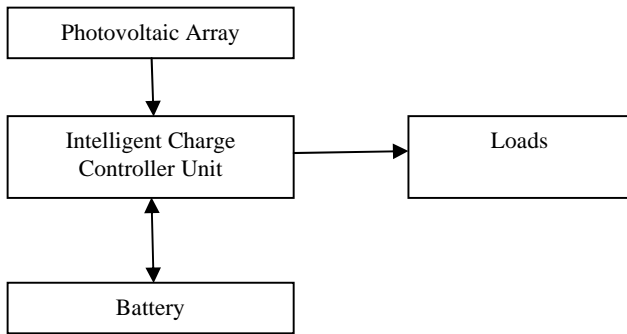 Photovoltaic Array
Intelligent Charge
Controller Unit
Loads
Battery